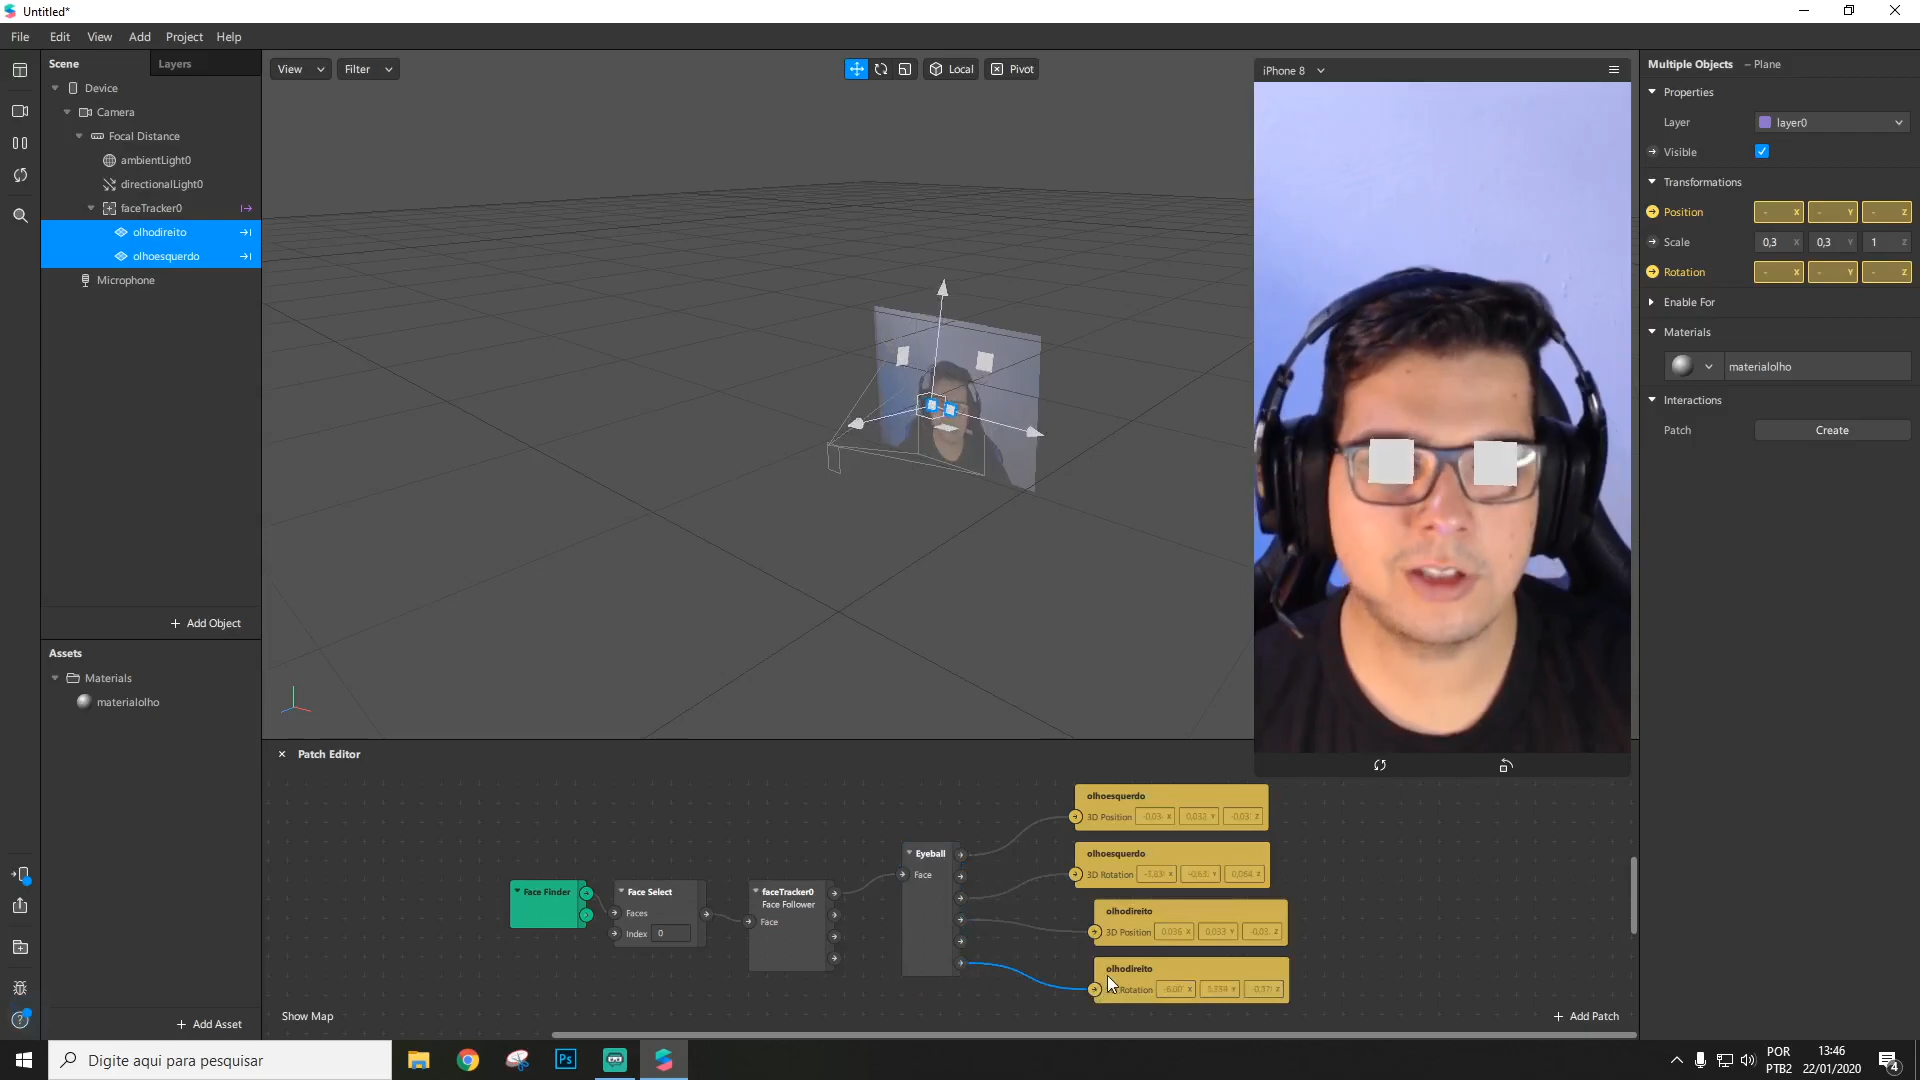 Untitled*
File Edit View Add Project Help
Scene Layers
Device
Camera
Focal Distance
ambientLight0
directionalLight0
faceTracker0
olhodireito
olhoesquerdo
Microphone
+ Add Object
Assets
Materials
materialolho
+ Add Asset
View Filter Local Pivot
iPhone 8
Multiple Objects – Plane
Properties
Layer layer0
Visible
Transformations
Position - X - Y - Z
Scale 0,3 X 0,3 Y 1 Z
Rotation - X - Y - Z
Enable For
Materials
materialolho
Interactions
Patch Create
Patch Editor
Face Finder
Face Select
Faces
Index 0
faceTracker0
Face Follower
Face
Eyeball
Face
olhoesquerdo
3D Position X Y Z
olhoesquerdo
3D Rotation X Y Z
olhodireito
3D Position X Y Z
olhodireito
Rotation X Y Z
Show Map
+ Add Patch
Digite aqui para pesquisar
Ps
POR
PTB2
13:46
22/01/2020
4